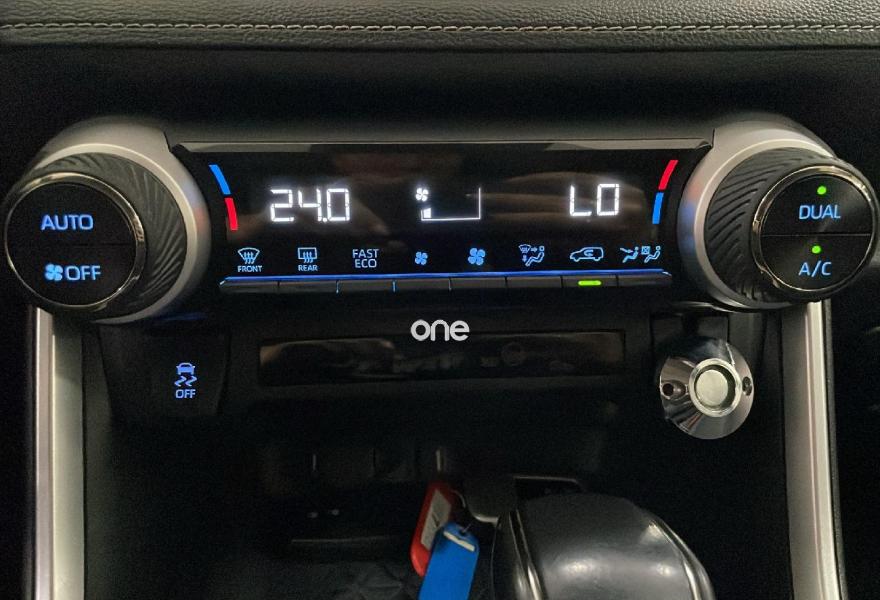 24.0
LO
AUTO
OFF
FRONT
REAR
FAST
ECO
DUAL
A/C
one
OFF